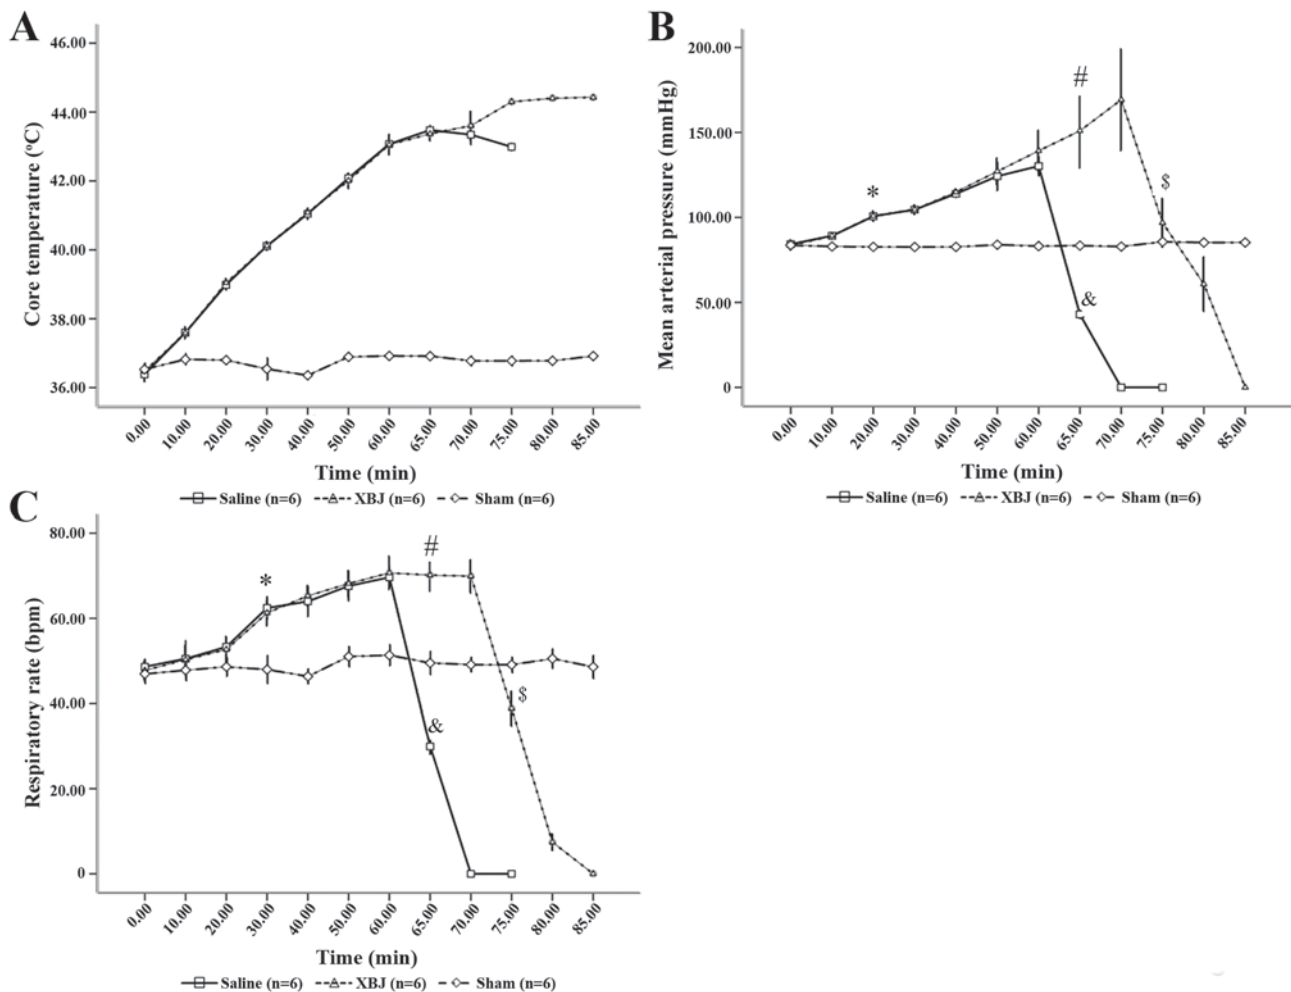 A
46.00
44.00
42.00
40.00
38.00
36.00
Core temperature (°C)
0.00 10.00 20.00 30.00 40.00 50.00 60.00 65.00 70.00 75.00 80.00 85.00
Time (min)
Saline (n=6) XBJ (n=6) Sham (n=6)
B
200.00
150.00
100.00
50.00
0
Mean arterial pressure (mmHg)
*
#
$
&
0.00 10.00 20.00 30.00 40.00 50.00 60.00 65.00 70.00 75.00 80.00 85.00
Time (min)
Saline (n=6) XBJ (n=6) Sham (n=6)
C
80.00
60.00
40.00
20.00
0
Respiratory rate (bpm)
*
#
$
&
0.00 10.00 20.00 30.00 40.00 50.00 60.00 65.00 70.00 75.00 80.00 85.00
Time (min)
Saline (n=6) XBJ (n=6) Sham (n=6)